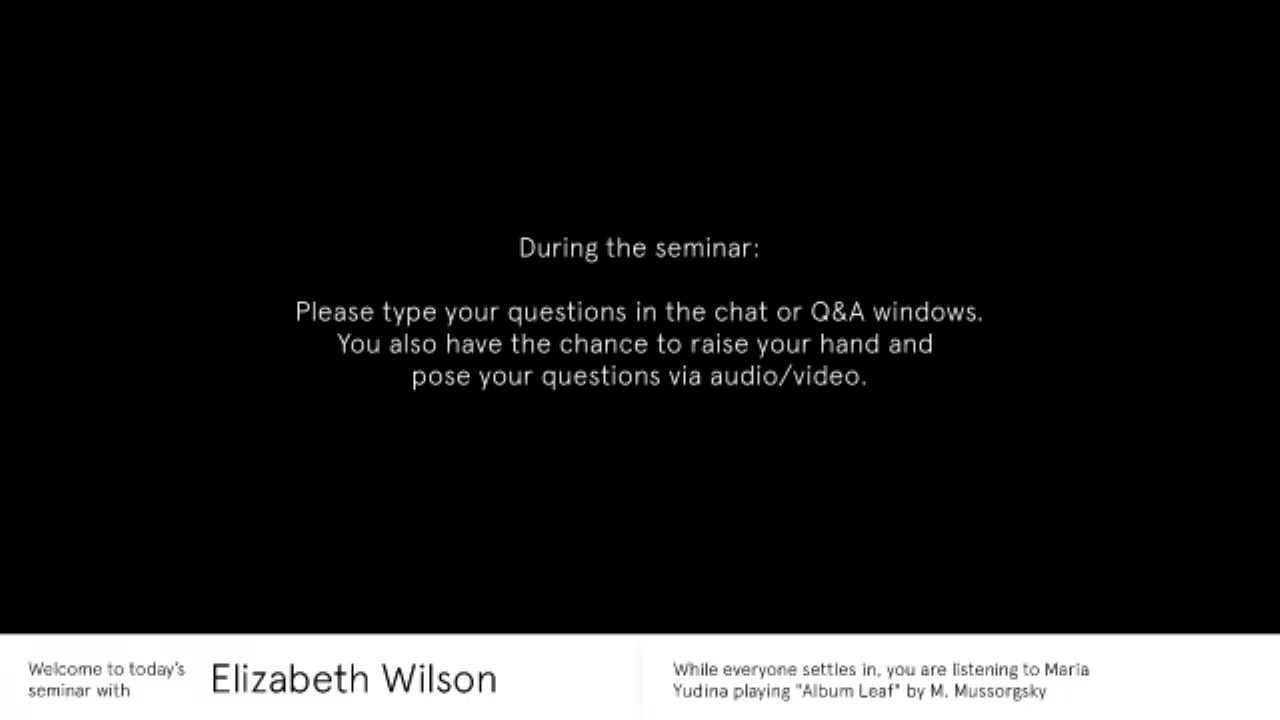 During the seminar:
Please type your questions in the chat or Q&A windows.
You also have the chance to raise your hand and
pose your questions via audio/video.
Welcome to today's
seminar with
Elizabeth Wilson
While everyone settles in, you are listening to Maria
Yudina playing "Album Leaf" by M. Mussorgsky